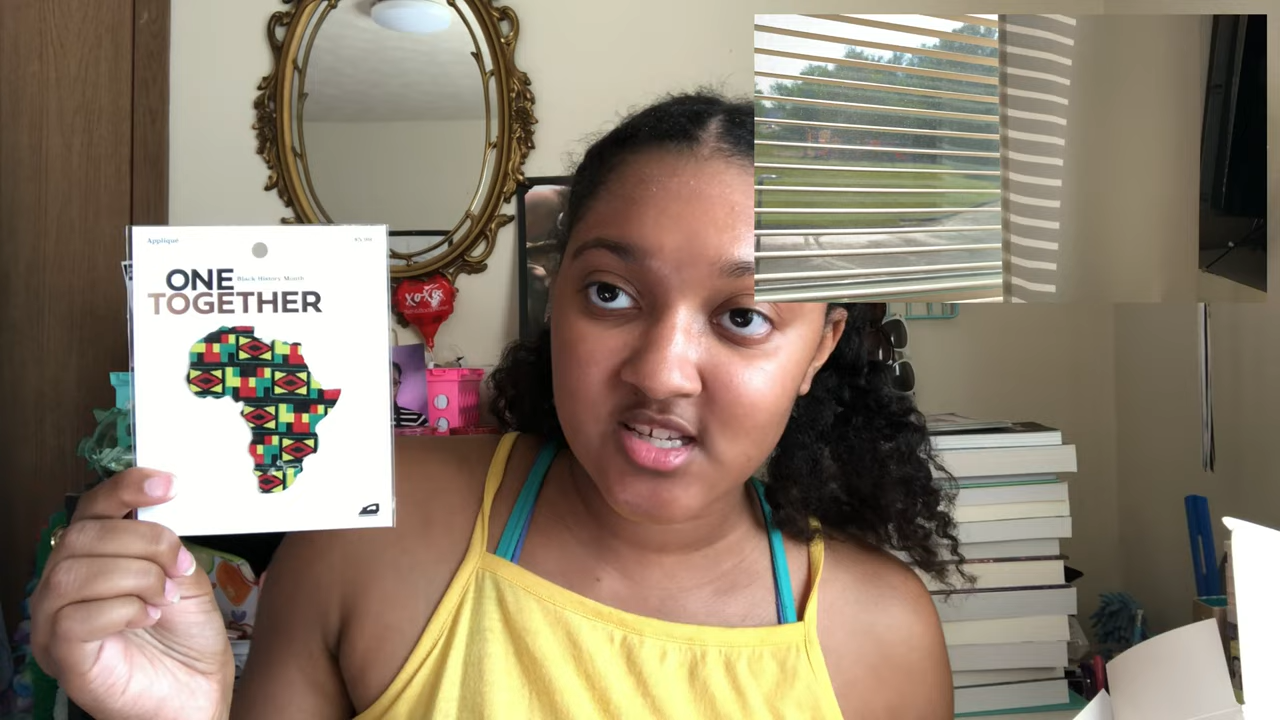 Applique
ONE
Black History Month
TOGETHER
XOXO